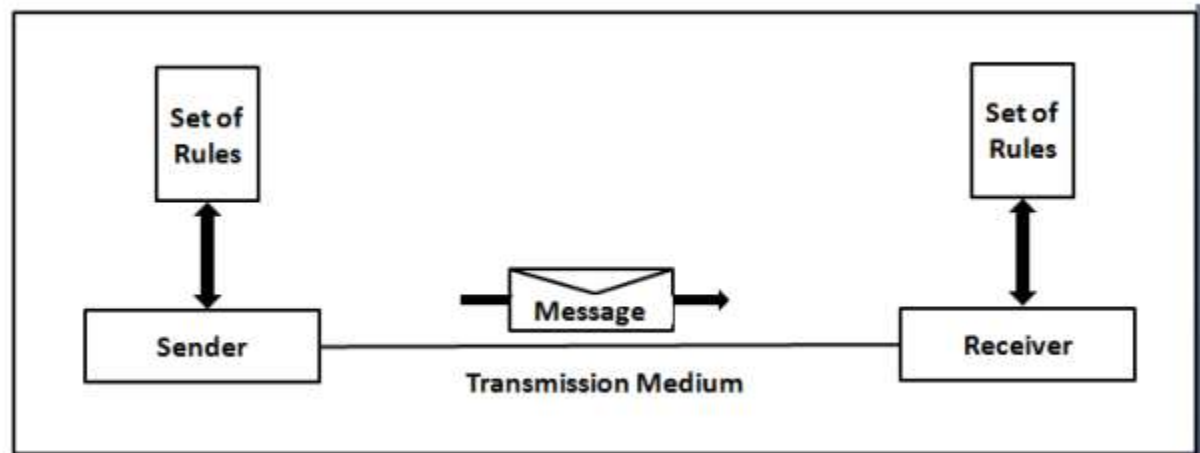 Set of
Rules
Set of
Rules
Message
Sender
Receiver
Transmission Medium